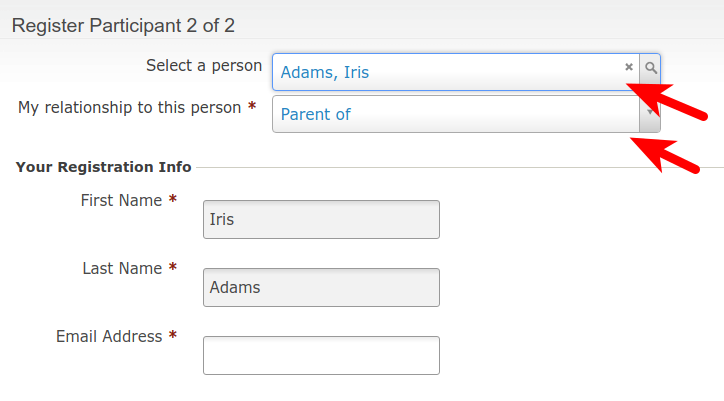 Register Participant 2 of 2
Select a person Adams, Iris
My relationship to this person * Parent of
Your Registration Info
First Name * Iris
Last Name * Adams
Email Address *